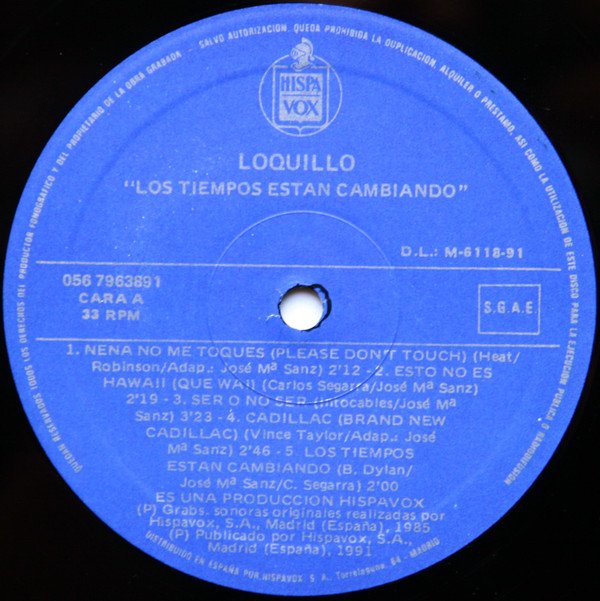 SALVO AUTORIZACION, QUEDA PROHIBIDA LA DUPLICACION, ALQUILER O PRESTAMO, ASI COMO LA UTILIZACION DE ESTE DISCO PARA LA EJECUCION PUBLICA O RADIODIFUSION
QUEDAN RESERVADOS TODOS LOS DERECHOS DEL PRODUCTOR FONOGRAFICO Y DEL PROPIETARIO DE LA OBRA GRABADA -
HISPA
VOX
LOQUILLO
"LOS TIEMPOS ESTAN CAMBIANDO"
D.L.: M-6118-91
056 7963891
CARA A
33 RPM
S.G.A.E
1. NENA NO ME TOQUES (PLEASE DON'T TOUCH) (Heat/
Robinson/Adap.: José Mª Sanz) 2'12 - 2. ESTO NO ES
HAWAII (QUE WAI) (Carlos Segarra/José Mª Sanz)
2'19 - 3. SER O NO SER (Intocables/José Mª
Sanz) 3'23 - 4. CADILLAC (BRAND NEW
CADILLAC) (Vince Taylor/Adap.: José
Mª Sanz) 2'46 - 5. LOS TIEMPOS
ESTAN CAMBIANDO (B. Dylan/
José Mª Sanz/C. Segarra) 2'00
ES UNA PRODUCCION HISPAVOX
(P) Grabs. sonoras originales realizadas por
Hispavox, S.A., Madrid (España), 1985
(P) Publicado por Hispavox, S.A.,
Madrid (España), 1991
DISTRIBUIDO EN ESPAÑA POR HISPAVOX, S. A. Torrelaguna, 64 - MADRID